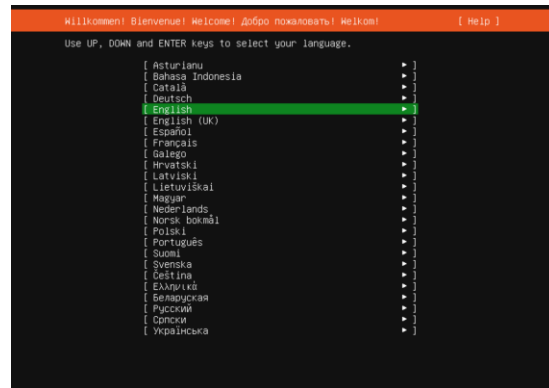 Willkommen! Bienvenue! Welcome! Добро пожаловать! Welkom! [ Help ]
Use UP, DOWN and ENTER keys to select your language.
[ Asturianu ► ]
[ Bahasa Indonesia ► ]
[ Català ► ]
[ Deutsch ► ]
[ English ► ]
[ English (UK) ► ]
[ Español ► ]
[ Français ► ]
[ Galego ► ]
[ Hrvatski ► ]
[ Latviski ► ]
[ Lietuviškai ► ]
[ Magyar ► ]
[ Nederlands ► ]
[ Norsk bokmål ► ]
[ Polski ► ]
[ Português ► ]
[ Suomi ► ]
[ Svenska ► ]
[ Čeština ► ]
[ Ελληνικά ► ]
[ Беларуская ► ]
[ Русский ► ]
[ Српски ► ]
[ Українська ► ]